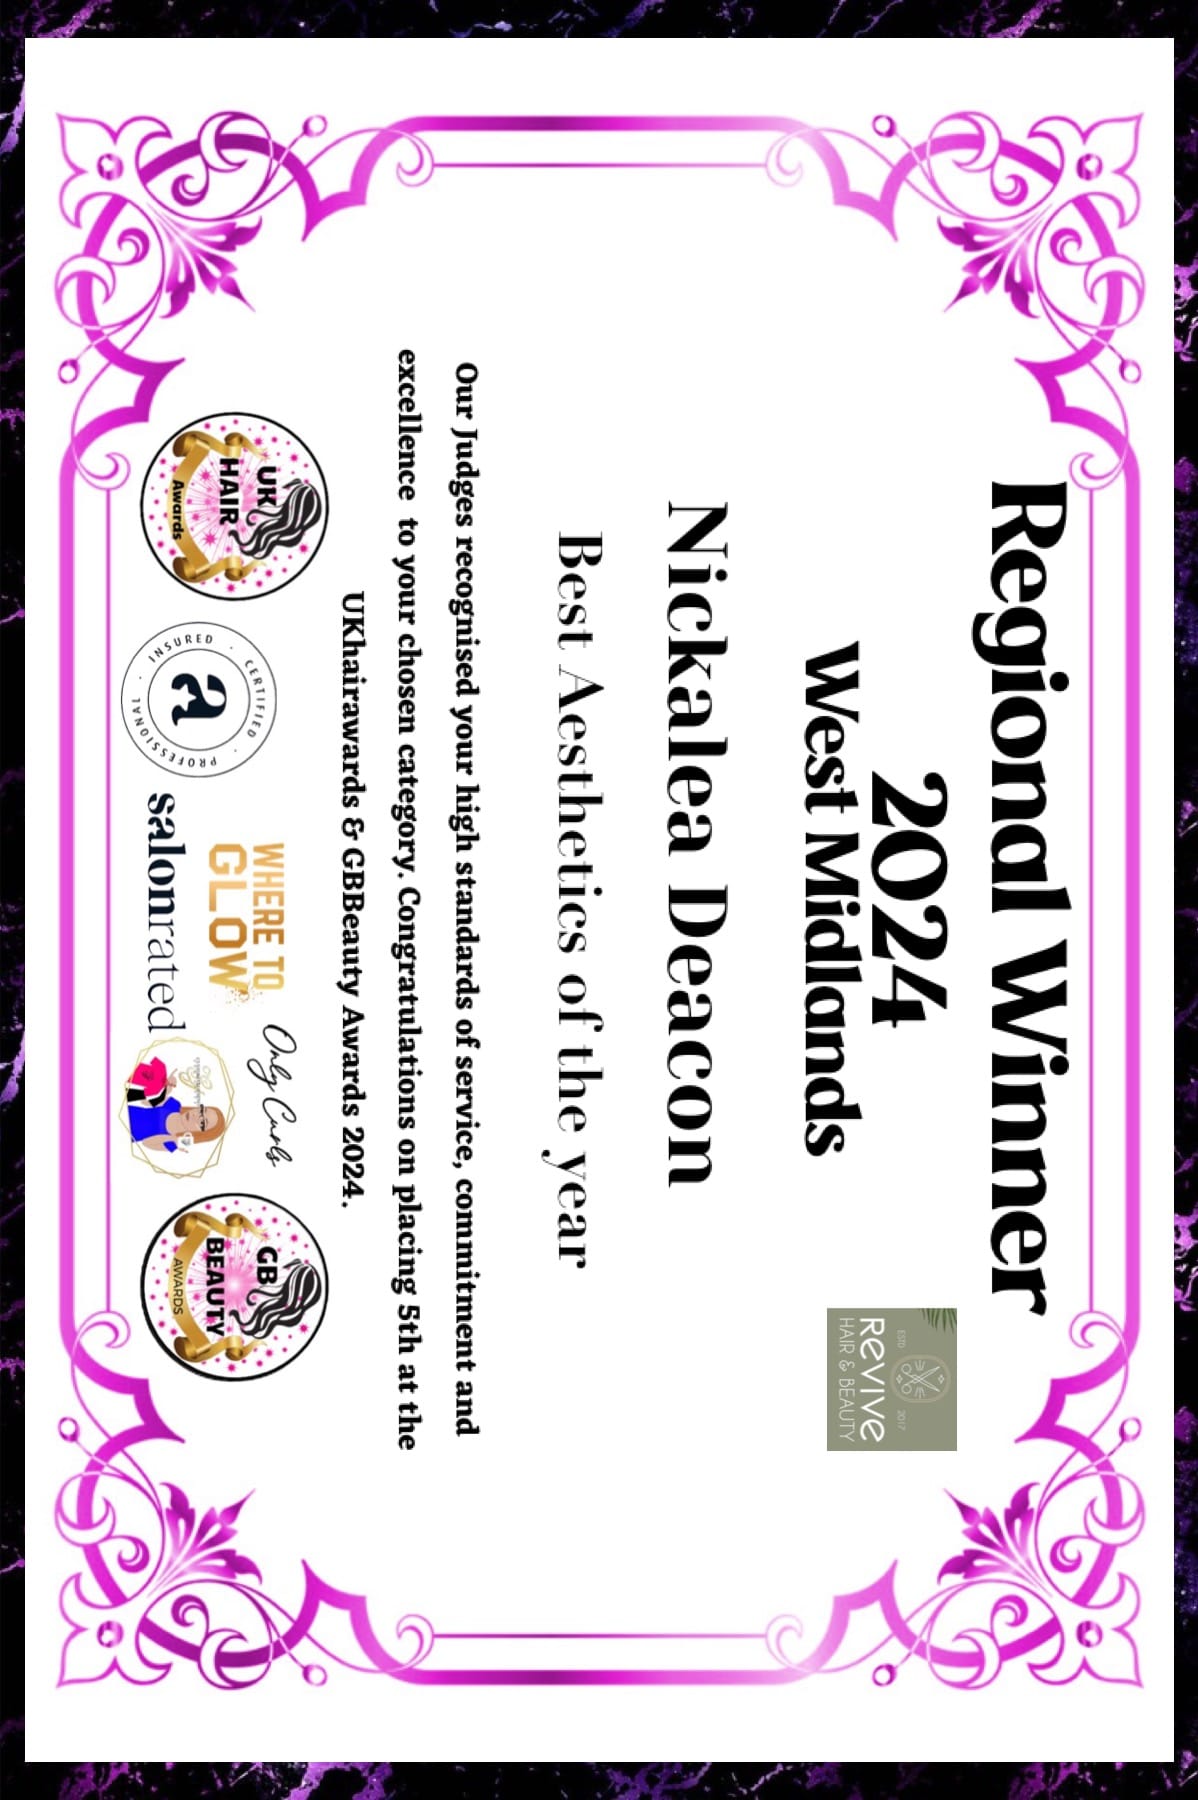 Regional Winner
2024
West Midlands
ESTD 2017
REVIVE
HAIR & BEAUTY
Nickalea Deacon
Best Aesthetics of the year
Our Judges recognised your high standards of service, commitment and
excellence to your chosen category. Congratulations on placing 5th at the
UKhairawards & GBBeauty Awards 2024.
UK
HAIR
Awards
CERTIFIED · PROFESSIONAL · INSURED ·
a
WHERE TO
GLOW
salonrated
Only Curls
GB
BEAUTY
AWARDS